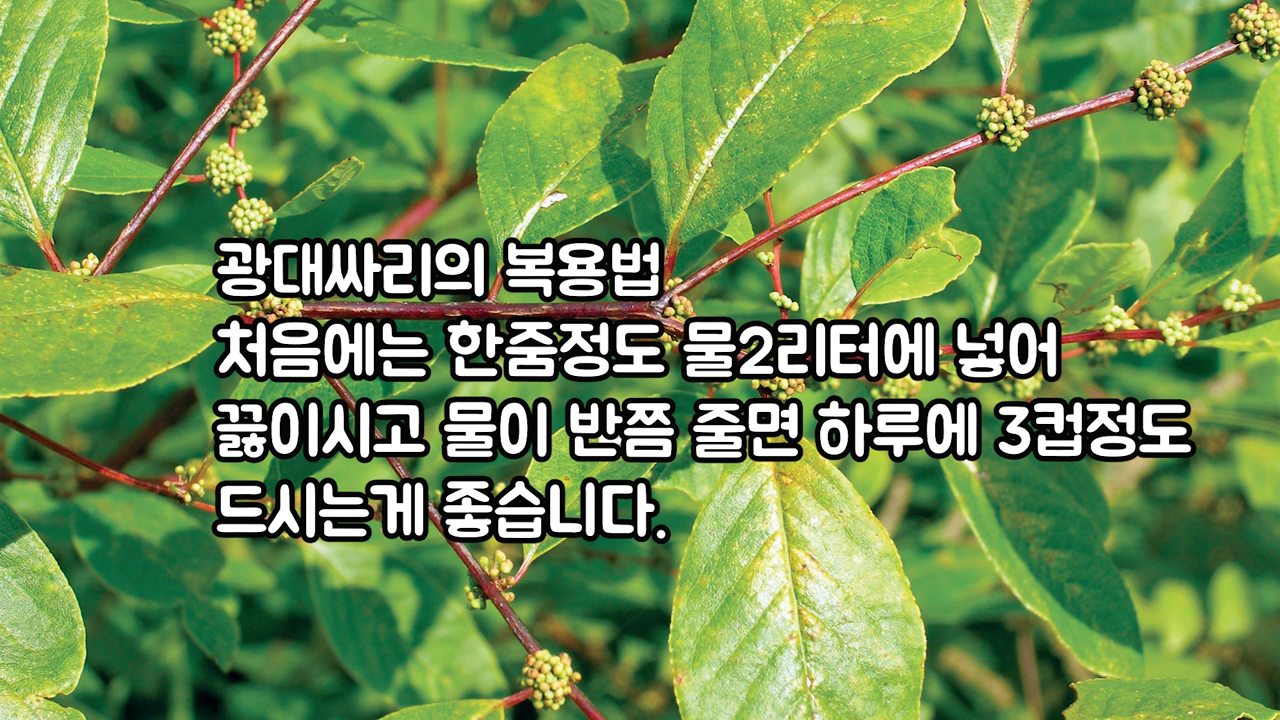 광대싸리의 복용법
처음에는 한줌정도 물2리터에 넣어
끓이시고 물이 반쯤 줄면 하루에 3컵정도
드시는게 좋습니다.